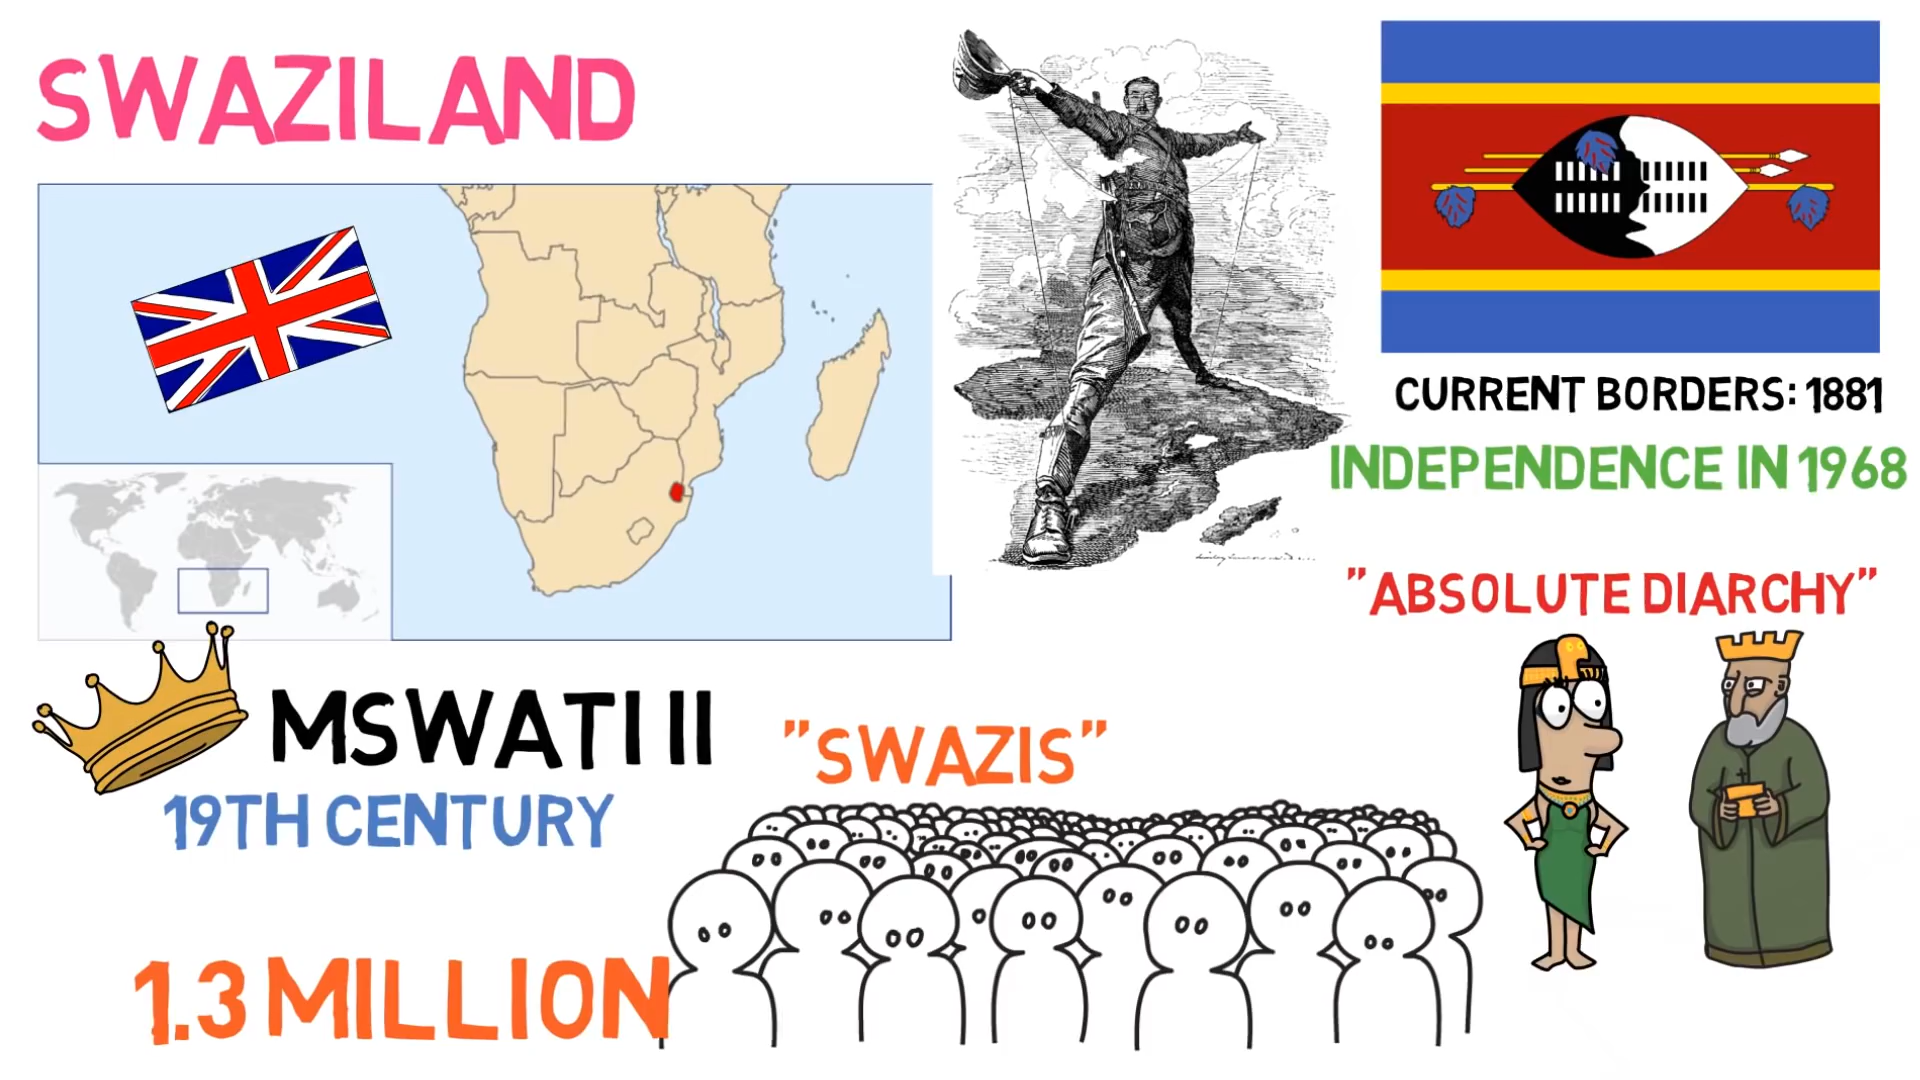 SWAZILAND
CURRENT BORDERS: 1881
INDEPENDENCE IN 1968
"ABSOLUTE DIARCHY"
MSWATI II
19TH CENTURY
"SWAZIS"
1.3 MILLION